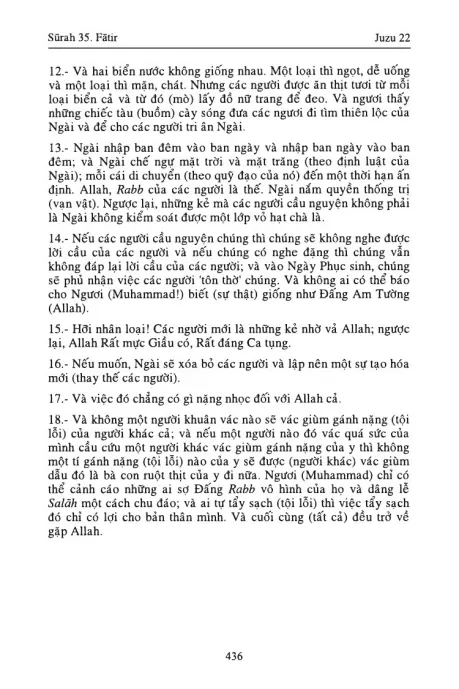 Sūrah 35. Fātir Juzu 22
12.- Và hai biển nước không giống nhau. Một loại thì ngọt, dễ uống
và một loại thì mặn, chát. Nhưng các người được ăn thịt tươi từ mỗi
loại biển cả và từ đó (mò) lấy đồ nữ trang để đeo. Và ngươi thấy
những chiếc tàu (buồm) cày sóng đưa các ngươi đi tìm thiên lộc của
Ngài và để cho các người tri ân Ngài.
13.- Ngài nhập ban đêm vào ban ngày và nhập ban ngày vào ban
đêm; và Ngài chế ngự mặt trời và mặt trăng (theo định luật của
Ngài); mỗi cái di chuyển (theo quỹ đạo của nó) đến một thời hạn ấn
định. Allah, Rabb của các người là thế. Ngài nắm quyền thống trị
(vạn vật). Ngược lại, những kẻ mà các người cầu nguyện không phải
là Ngài không kiểm soát được một lớp vỏ hạt chà là.
14.- Nếu các người cầu nguyện chúng thì chúng sẽ không nghe được
lời cầu của các người và nếu chúng có nghe đặng thì chúng vẫn
không đáp lại lời cầu của các người; và vào Ngày Phục sinh, chúng
sẽ phủ nhận việc các người 'tôn thờ' chúng. Và không ai có thể báo
cho Ngươi (Muhammad!) biết (sự thật) giống như Đấng Am Tường
(Allah).
15.- Hỡi nhân loại! Các người mới là những kẻ nhờ vả Allah; ngược
lại, Allah Rất mực Giầu có, Rất đáng Ca tụng.
16.- Nếu muốn, Ngài sẽ xóa bỏ các người và lập nên một sự tạo hóa
mới (thay thế các người).
17.- Và việc đó chẳng có gì nặng nhọc đối với Allah cả.
18.- Và không một người khuân vác nào sẽ vác giùm gánh nặng (tội
lỗi) của người khác cả; và nếu một người nào đó vác quá sức của
mình cầu cứu một người khác vác giùm gánh nặng của y thì không
một tí gánh nặng (tội lỗi) nào của y sẽ được (người khác) vác giùm
dẫu đó là bà con ruột thịt của y đi nữa. Ngươi (Muhammad) chỉ có
thể cảnh cáo những ai sợ Đấng Rabb vô hình của họ và dâng lễ
Salāh một cách chu đáo; và ai tự tẩy sạch (tội lỗi) thì việc tẩy sạch
đó chỉ có lợi cho bản thân mình. Và cuối cùng (tất cả) đều trở về
gặp Allah.
436